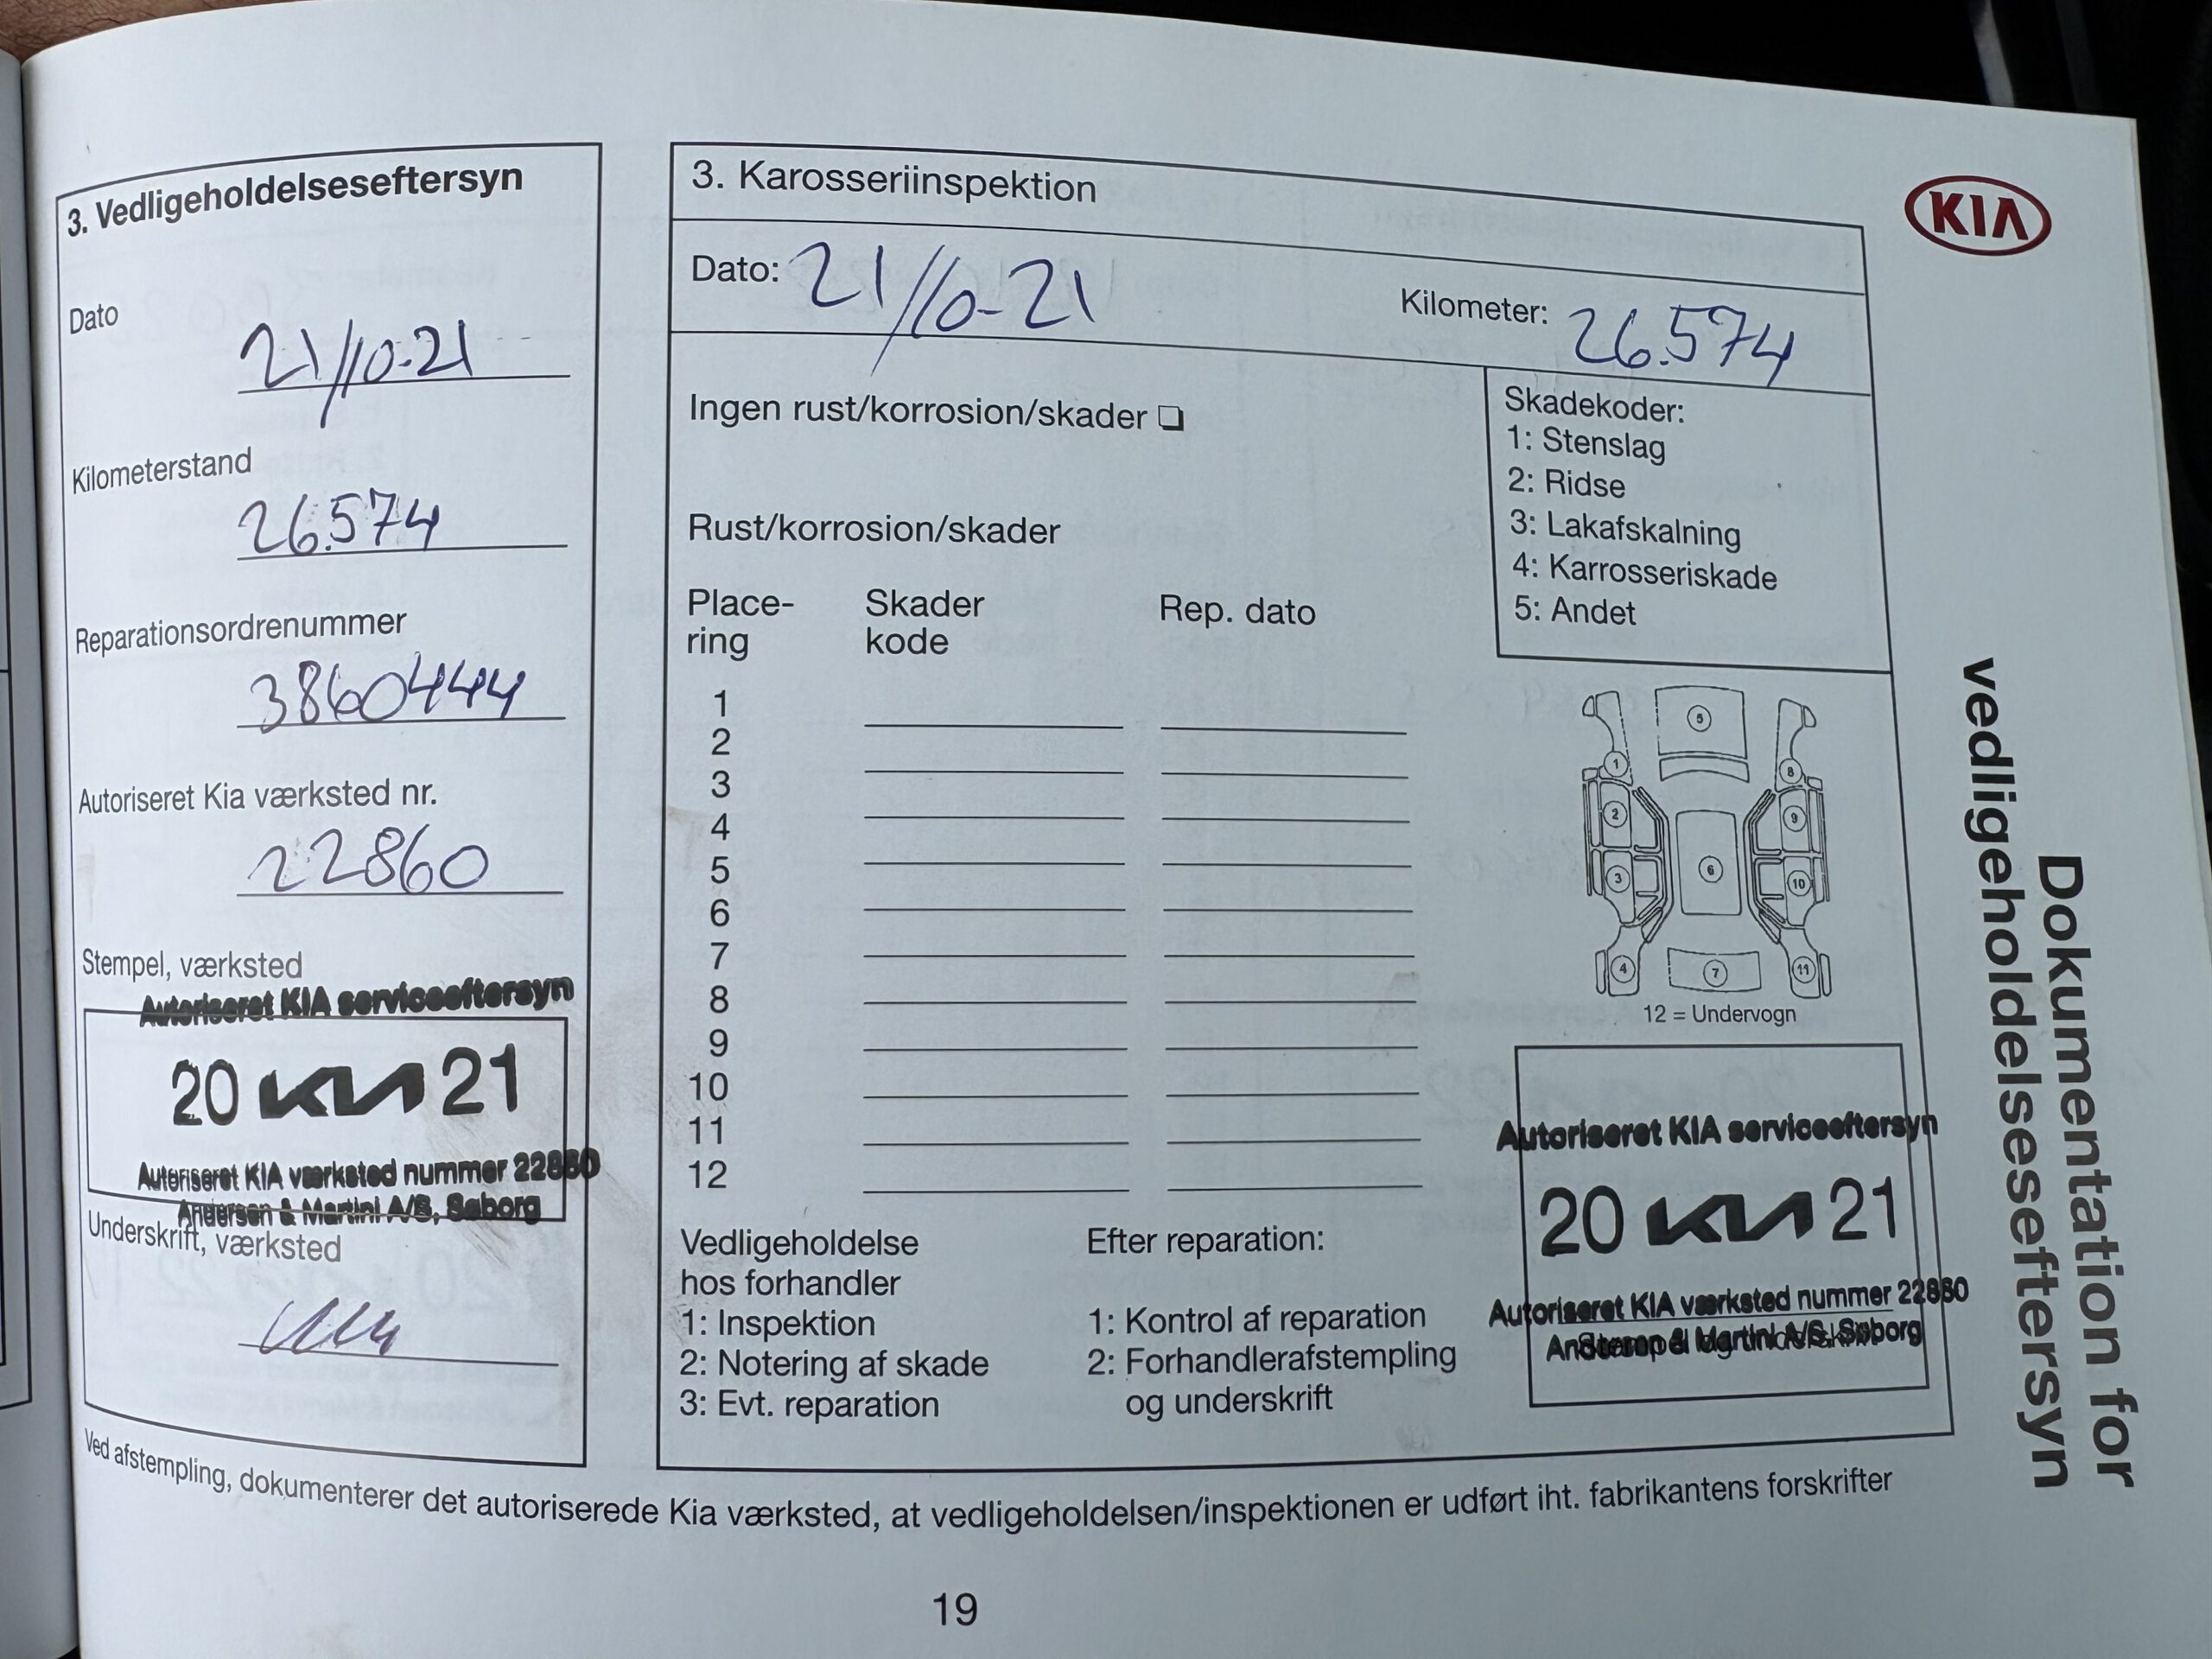 3. Vedligeholdelseseftersyn
Dato
21/10-21
Kilometerstand
26.574
Reparationsordrenummer
3860444
Autoriseret Kia værksted nr.
22860
Stempel, værksted
Autoriseret KIA serviceeftersyn
20 KIA 21
Autoriseret KIA værksted nummer 22860
Andersen & Martini A/S, Søborg
Underskrift, værksted
3. Karosseriinspektion
Dato: 21/10-21
Kilometer: 26.574
Ingen rust/korrosion/skader ❏
Skadekoder:
1: Stenslag
2: Ridse
3: Lakafskalning
4: Karrosseriskade
5: Andet
Rust/korrosion/skader
Place-
ring
Skader
kode
Rep. dato
1
2
3
4
5
6
7
8
9
10
11
12
5
1
8
2
9
6
3
10
4
7
11
12 = Undervogn
Vedligeholdelse
hos forhandler
1: Inspektion
2: Notering af skade
3: Evt. reparation
Efter reparation:
1: Kontrol af reparation
2: Forhandlerafstempling
og underskrift
Autoriseret KIA serviceeftersyn
20 KIA 21
Autoriseret KIA værksted nummer 22860
Andersen & Martini A/S, Søborg
Ved afstempling, dokumenterer det autoriserede Kia værksted, at vedligeholdelsen/inspektionen er udført iht. fabrikantens forskrifter
19
KIA
Dokumentation for
vedligeholdelseseftersyn